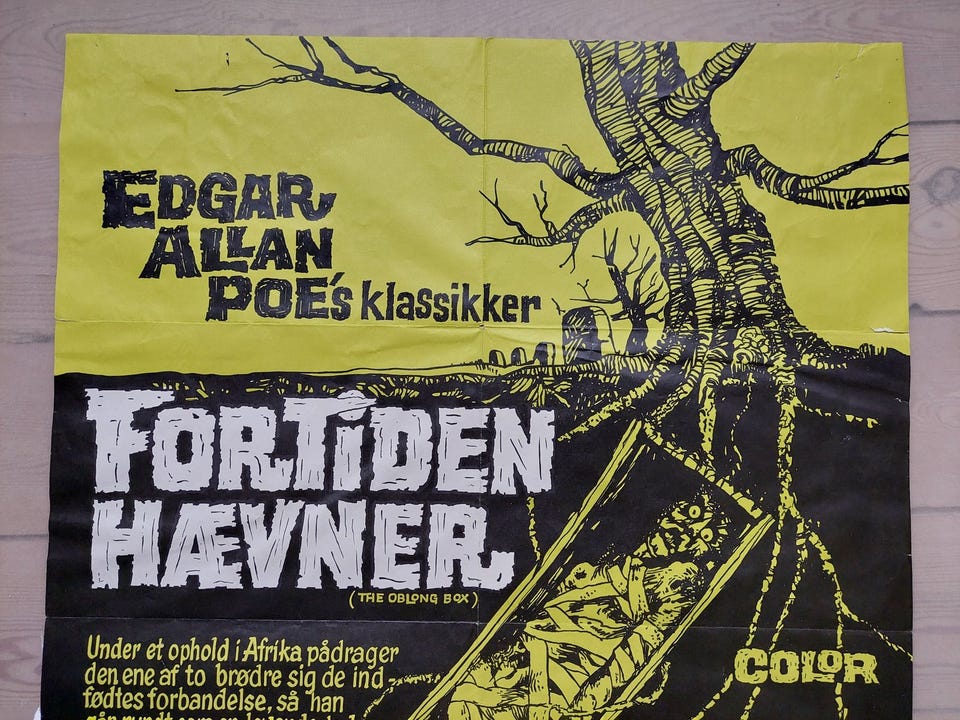 EDGAR
ALLAN
POE's klassikker
FORTIDEN
HÆVNER
(THE OBLONG BOX)
Under et ophold i Afrika pådrager
den ene af to brødre sig de ind
fødtes forbandelse, så han
COLOR